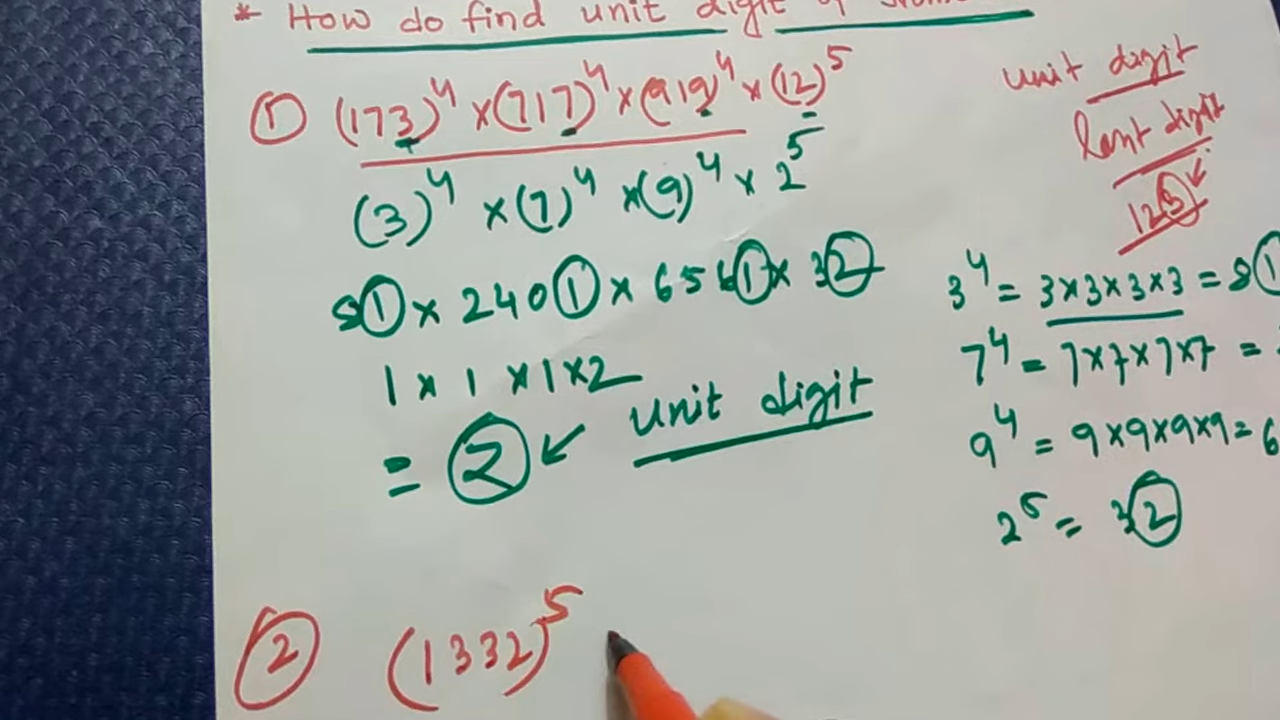 * How do find unit digit of
① (173)⁴ ×(717)⁴×(919)⁴ × (12)⁵
(3)⁴ ×(7)⁴ ×(9)⁴ × 2⁵
81 × 2401 × 6561 × 32
1 × 1 × 1×2
= 2 ↙ unit digit
unit digit
last digit
123
3⁴ = 3×3×3×3 = 81
7⁴ = 7×7×7×7 =
9⁴ = 9×9×9×9= 6
2⁵ = 32
② (1332)⁵